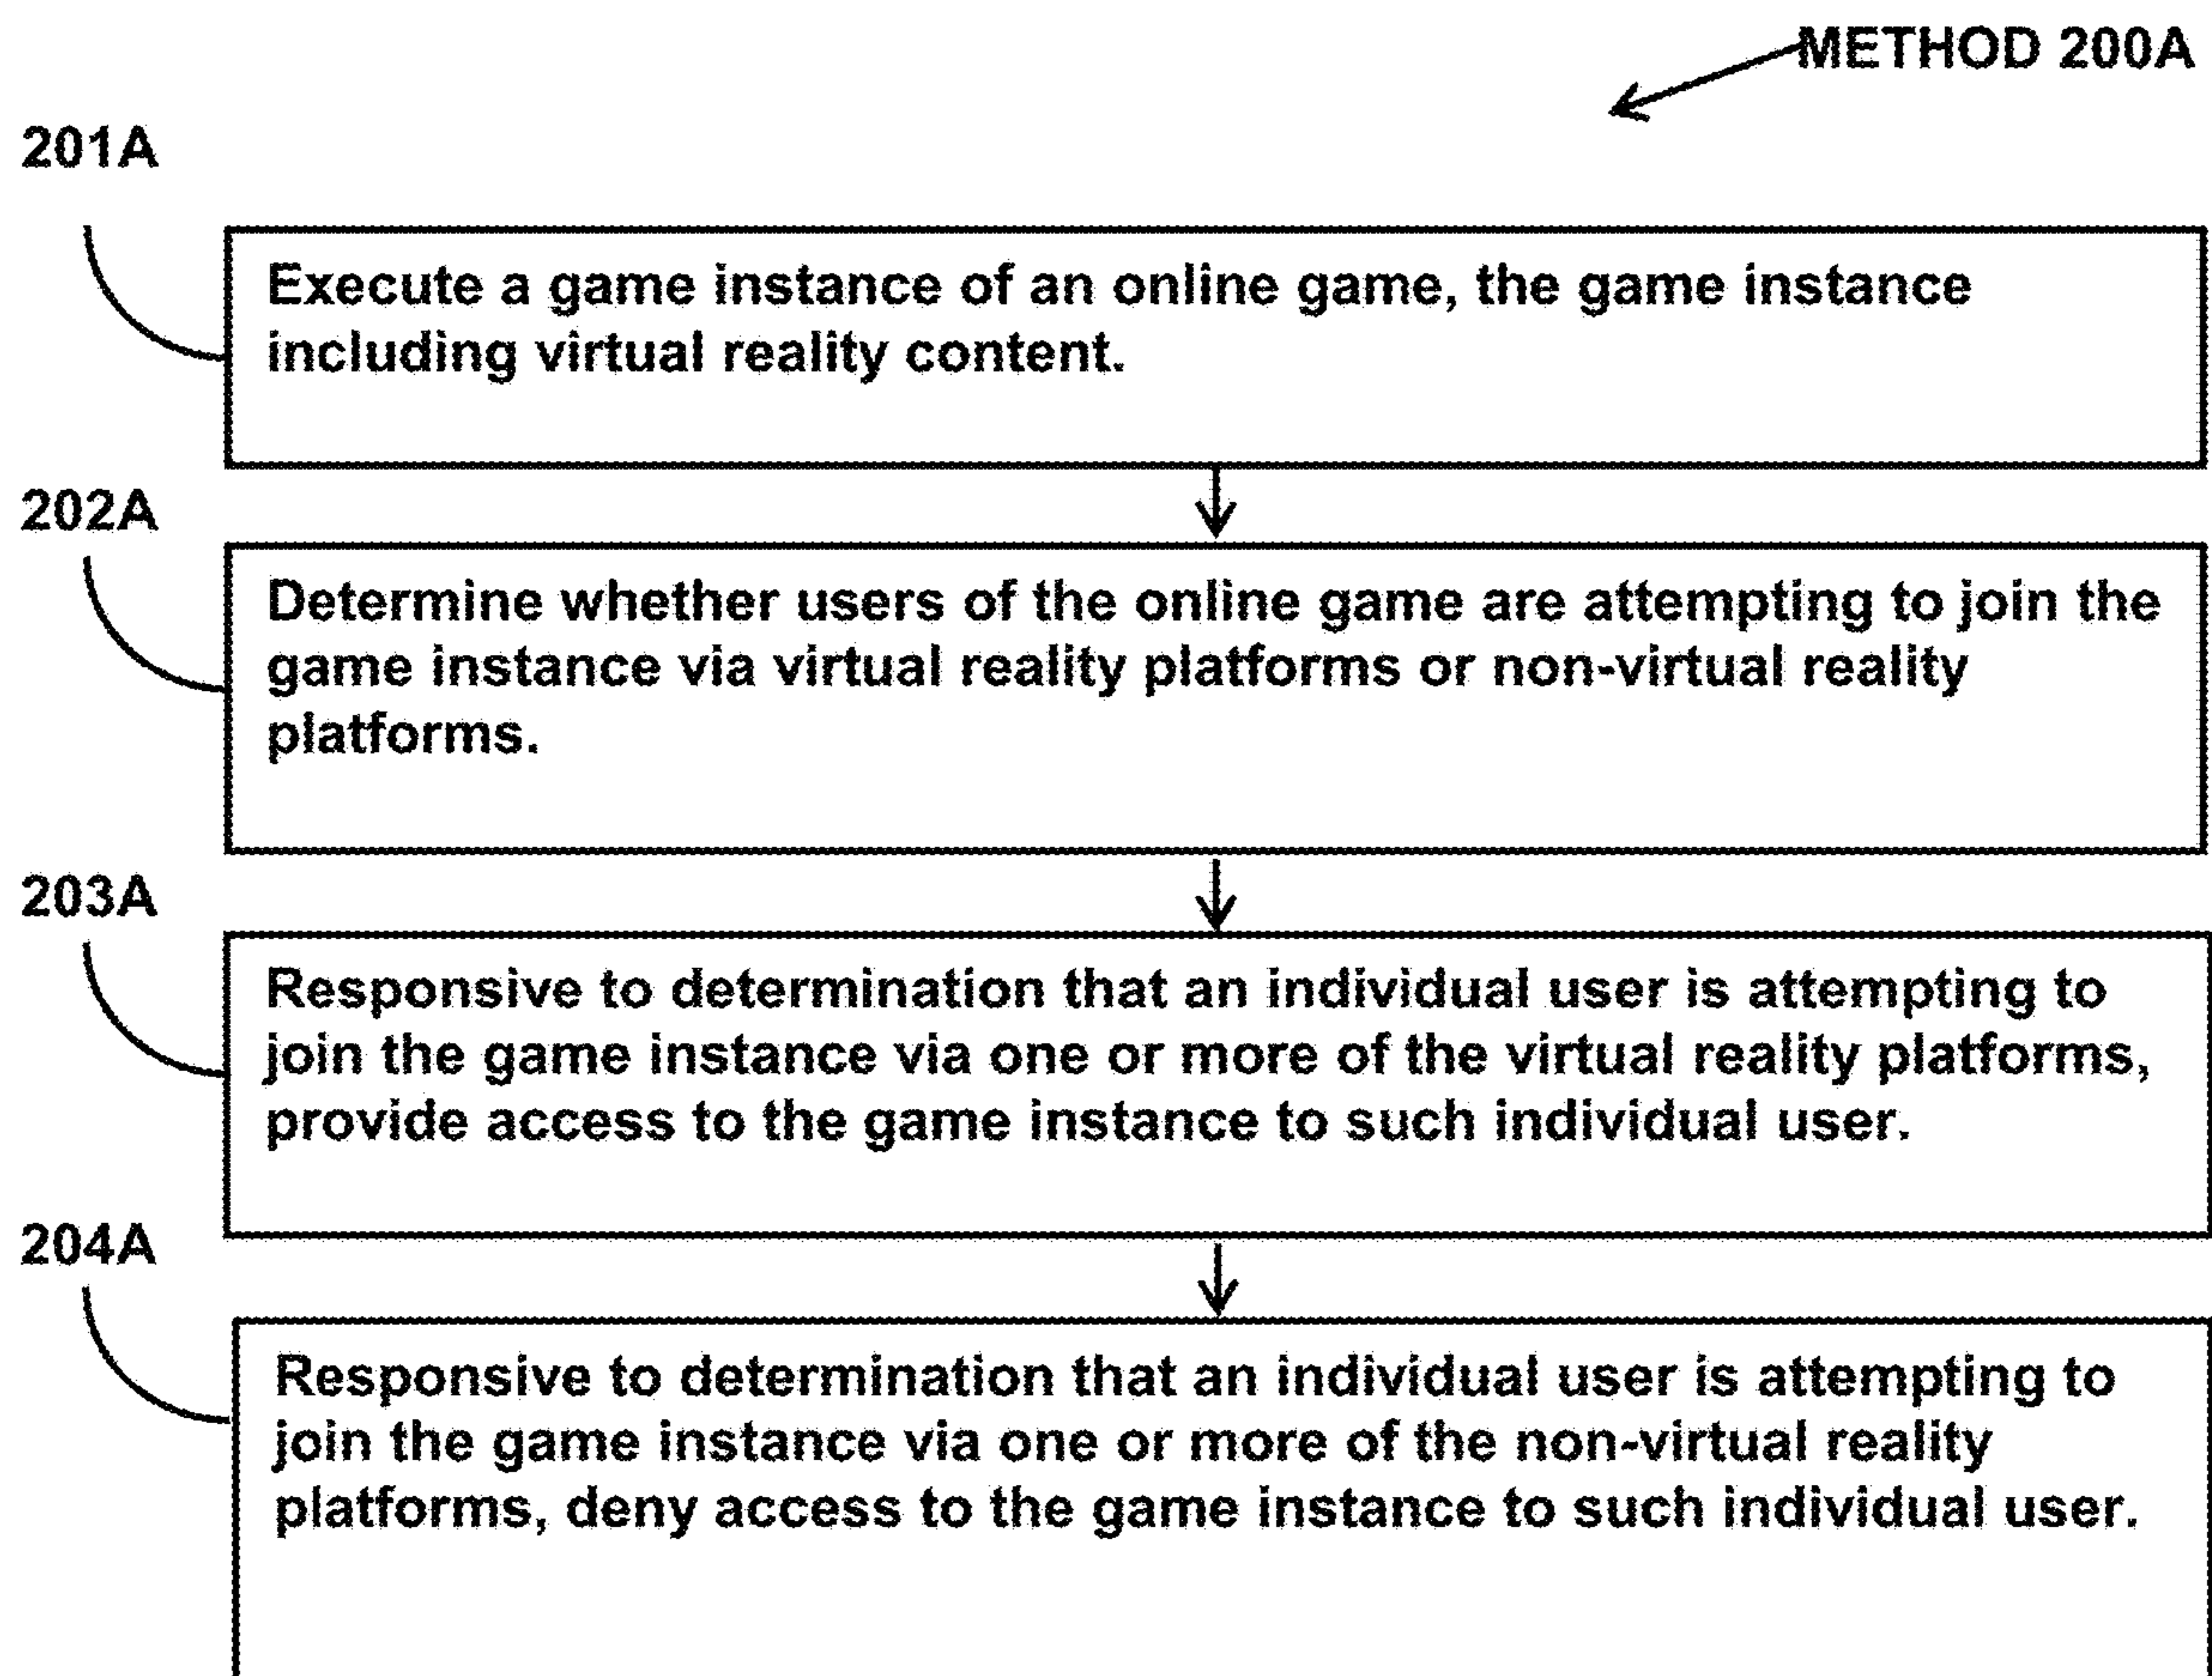 METHOD 200A
201A
Execute a game instance of an online game, the game instance
including virtual reality content.
202A
Determine whether users of the online game are attempting to join the
game instance via virtual reality platforms or non-virtual reality
platforms.
203A
Responsive to determination that an individual user is attempting to
join the game instance via one or more of the virtual reality platforms,
provide access to the game instance to such individual user.
204A
Responsive to determination that an individual user is attempting to
join the game instance via one or more of the non-virtual reality
platforms, deny access to the game instance to such individual user.